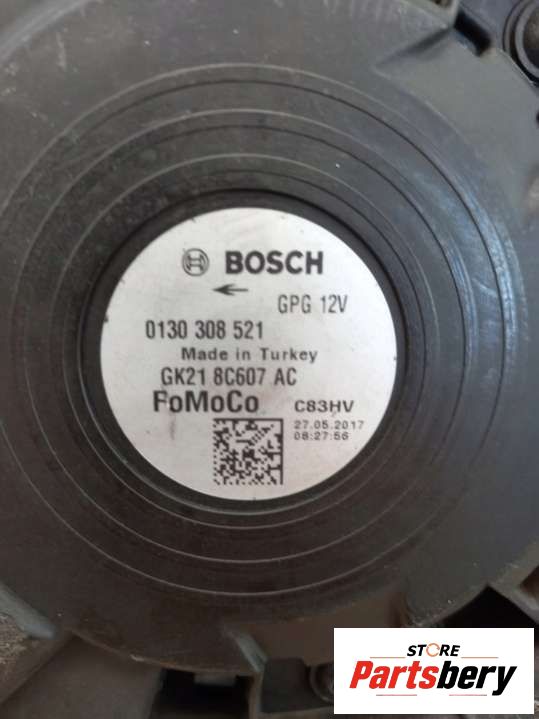 BOSCH
GPG 12V
0130 308 521
Made in Turkey
GK21 8C607 AC
FoMoCo C83HV
27.05.2017
08:27:56
STORE
Partsbery